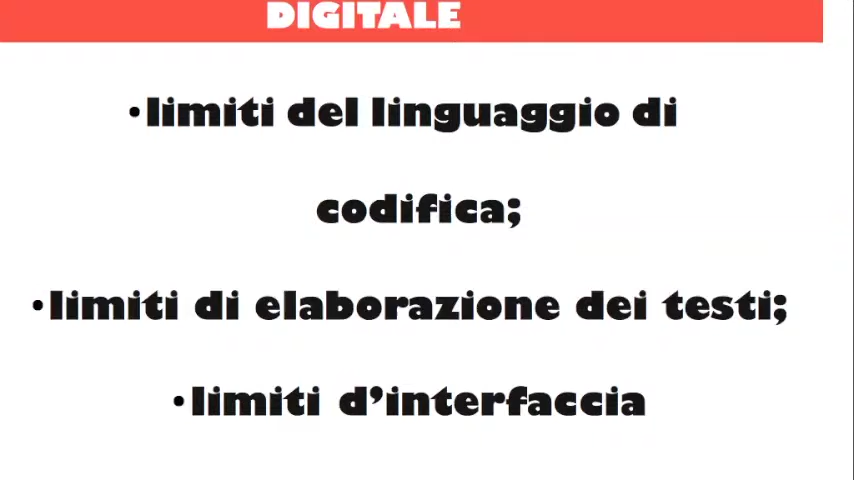 DIGITALE
•limiti del linguaggio di
codifica;
•limiti di elaborazione dei testi;
•limiti d’interfaccia